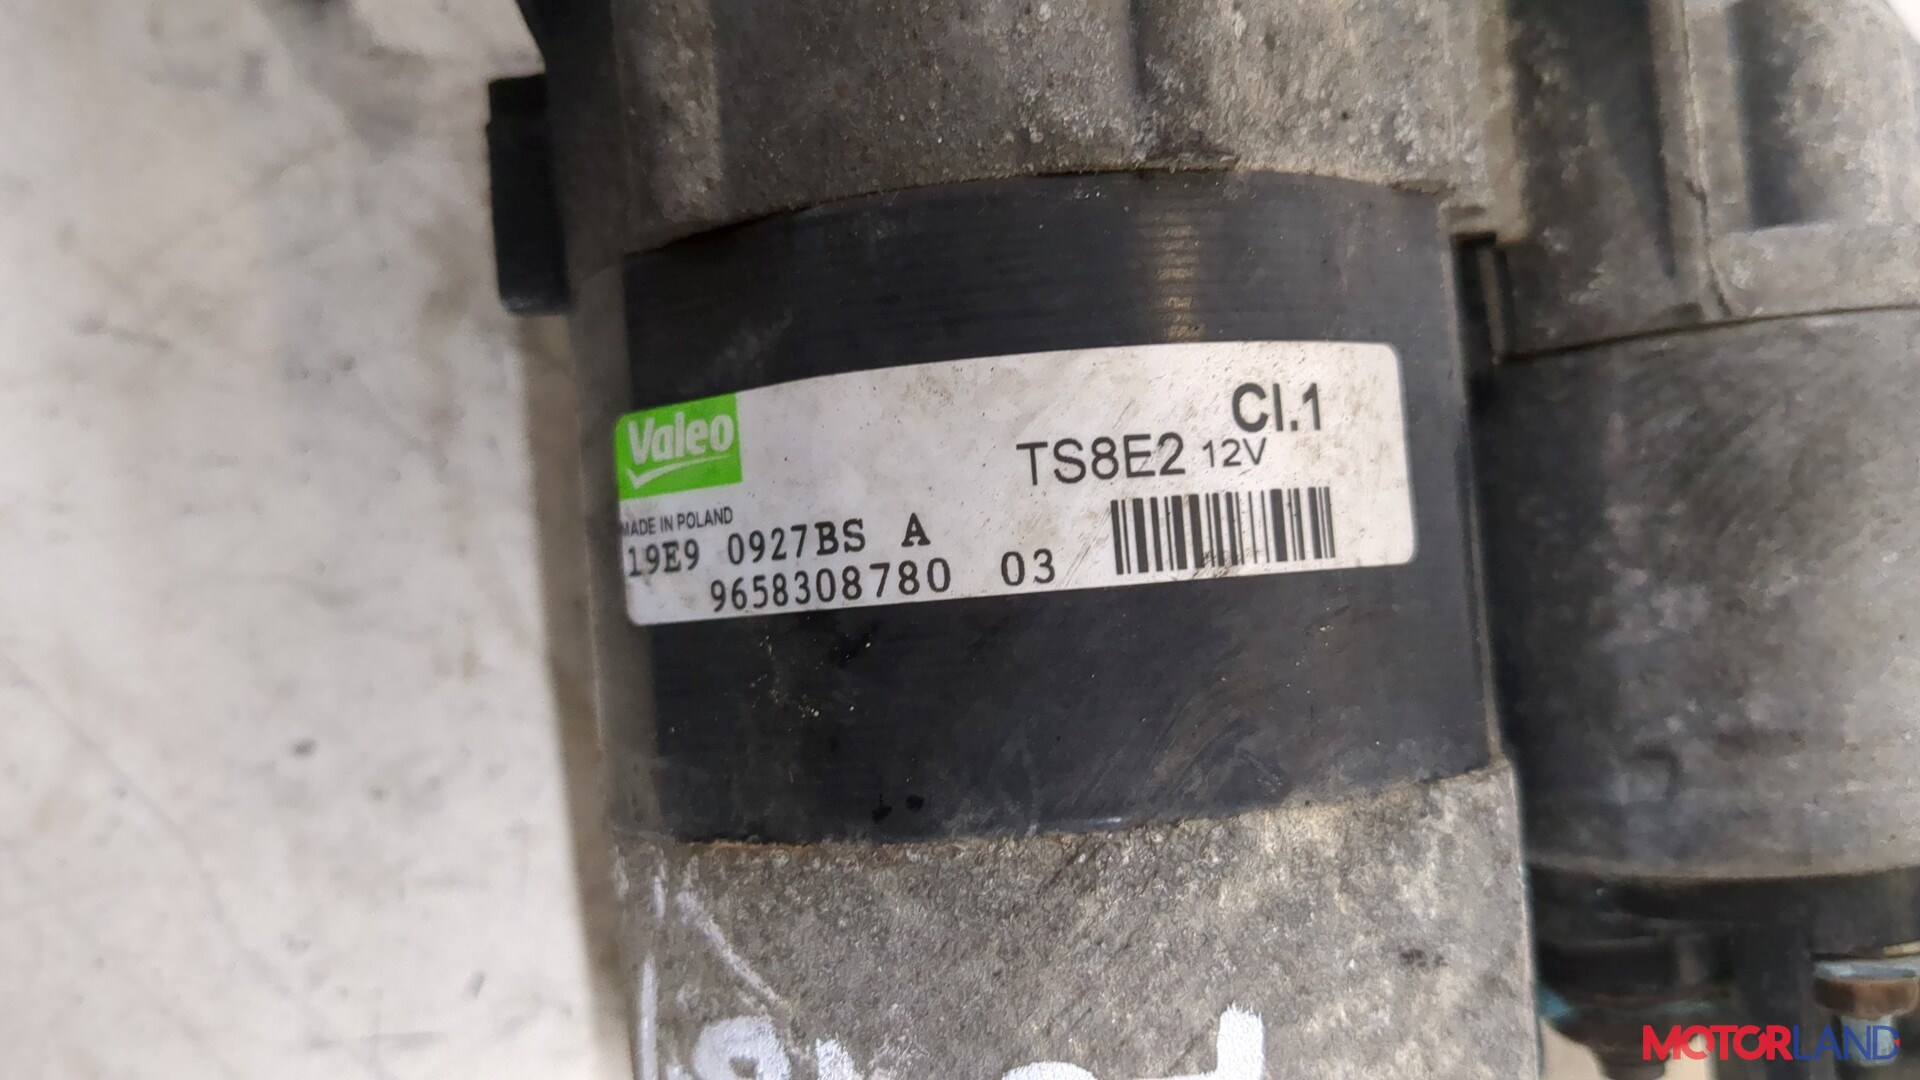 Valeo
Cl.1
TS8E2 12V
MADE IN POLAND
19E9 0927BS A
9658308780 03
MOTORLAND